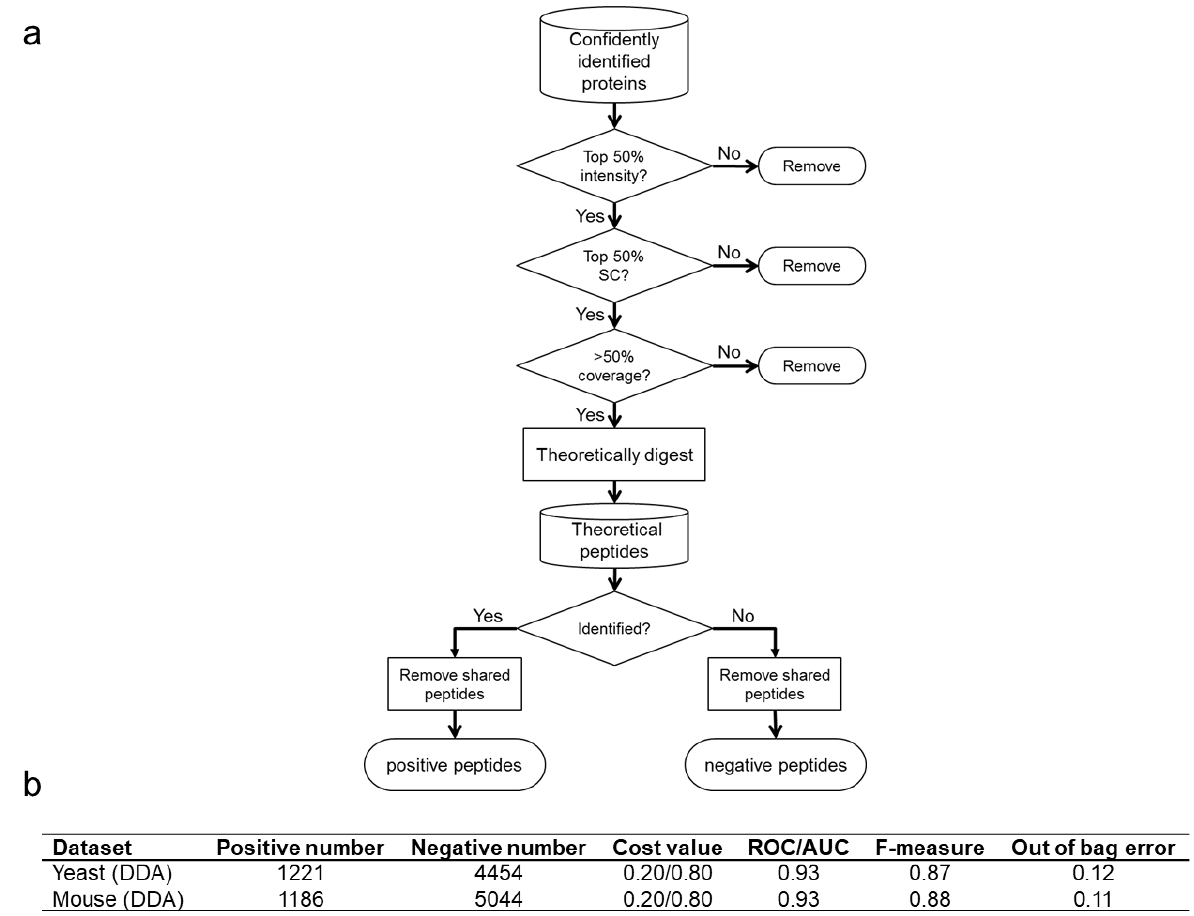 a
Confidently
identified
proteins
Top 50%
intensity?
No
Remove
Yes
Top 50%
SC?
No
Remove
Yes
>50%
coverage?
No
Remove
Yes
Theoretically digest
Theoretical
peptides
Identified?
Yes
No
Remove shared
peptides
Remove shared
peptides
positive peptides
negative peptides
b
Dataset Positive number Negative number Cost value ROC/AUC F-measure Out of bag error
Yeast (DDA) 1221 4454 0.20/0.80 0.93 0.87 0.12
Mouse (DDA) 1186 5044 0.20/0.80 0.93 0.88 0.11